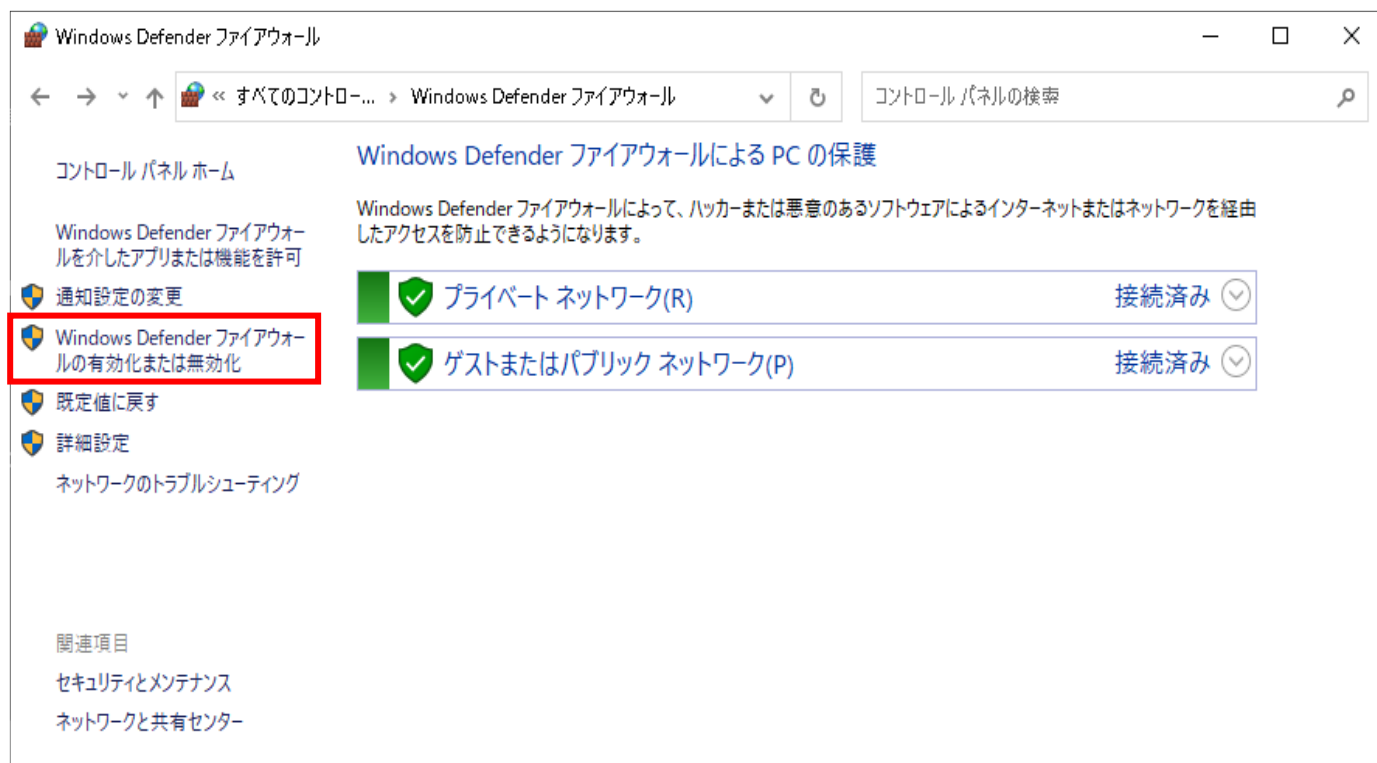 Windows Defender ファイアウォール
« すべてのコントロー... › Windows Defender ファイアウォール
コントロール パネルの検索
コントロール パネル ホーム
Windows Defender ファイアウォー
ルを介したアプリまたは機能を許可
通知設定の変更
Windows Defender ファイアウォー
ルの有効化または無効化
既定値に戻す
詳細設定
ネットワークのトラブルシューティング
関連項目
セキュリティとメンテナンス
ネットワークと共有センター
Windows Defender ファイアウォールによる PC の保護
Windows Defender ファイアウォールによって、ハッカーまたは悪意のあるソフトウェアによるインターネットまたはネットワークを経由
したアクセスを防止できるようになります。
プライベート ネットワーク(R) 接続済み
ゲストまたはパブリック ネットワーク(P) 接続済み